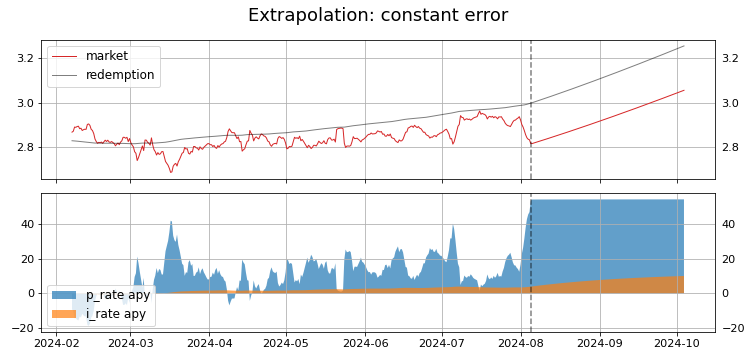 Extrapolation: constant error
3.2
3.0
2.8
market
redemption
3.2
3.0
2.8
40
20
0
−20
p_rate apy
i_rate apy
40
20
0
−20
2024-02 2024-03 2024-04 2024-05 2024-06 2024-07 2024-08 2024-09 2024-10